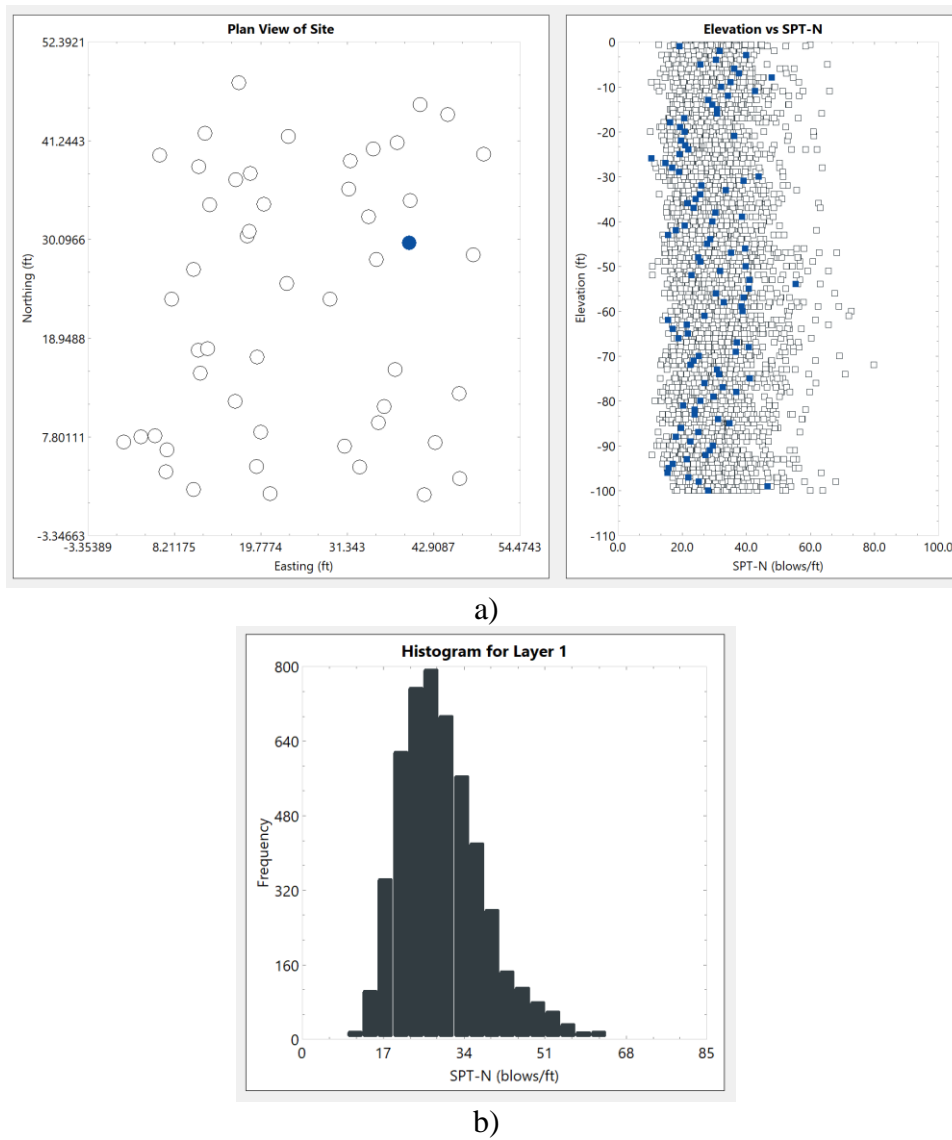 Plan View of Site
52.3921
41.2443
30.0966
18.9488
7.80111
-3.34663
Northing (ft)
-3.35389 8.21175 19.7774 31.343 42.9087 54.4743
Easting (ft)
Elevation vs SPT-N
0
-10
-20
-30
-40
-50
-60
-70
-80
-90
-100
-110
Elevation (ft)
0.0 20.0 40.0 60.0 80.0 100.0
SPT-N (blows/ft)
a)
Histogram for Layer 1
800
640
480
320
160
0
Frequency
0 17 34 51 68 85
SPT-N (blows/ft)
b)